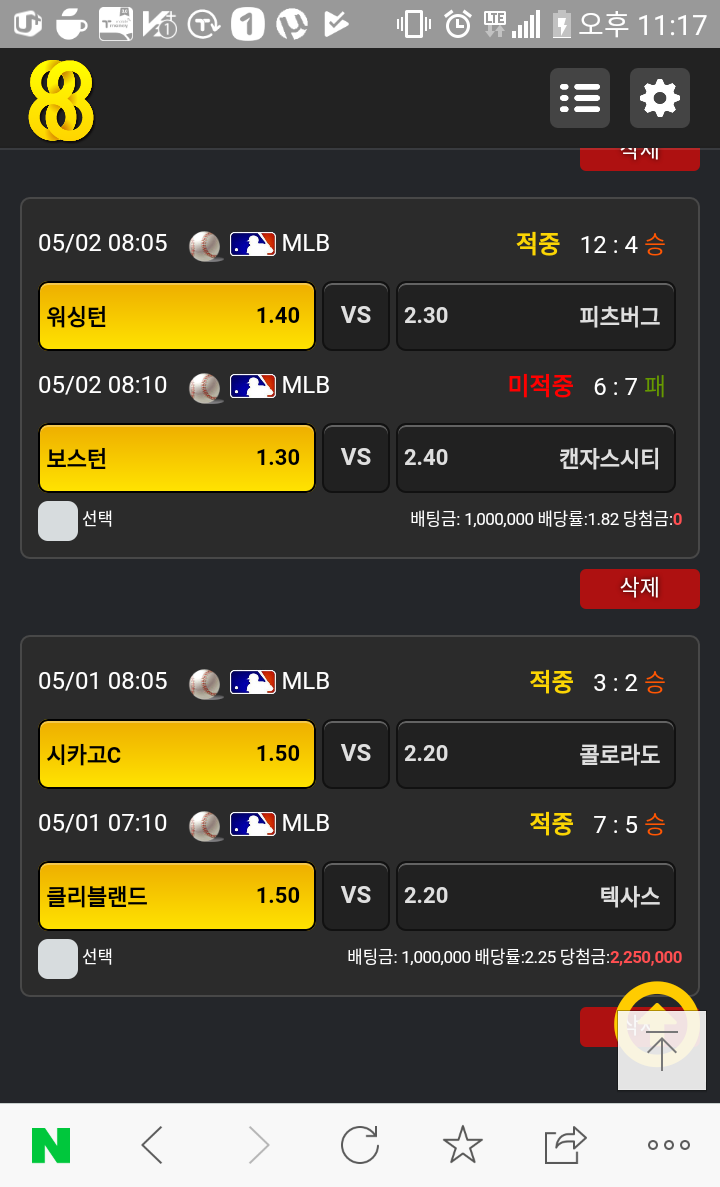 오후 11:17
88
삭제
05/02 08:05 MLB 적중 12 : 4 승
워싱턴 1.40 VS 2.30 피츠버그
05/02 08:10 MLB 미적중 6 : 7 패
보스턴 1.30 VS 2.40 캔자스시티
선택 배팅금: 1,000,000 배당률:1.82 당첨금:0
삭제
05/01 08:05 MLB 적중 3 : 2 승
시카고C 1.50 VS 2.20 콜로라도
05/01 07:10 MLB 적중 7 : 5 승
클리블랜드 1.50 VS 2.20 텍사스
선택 배팅금: 1,000,000 배당률:2.25 당첨금:2,250,000
N